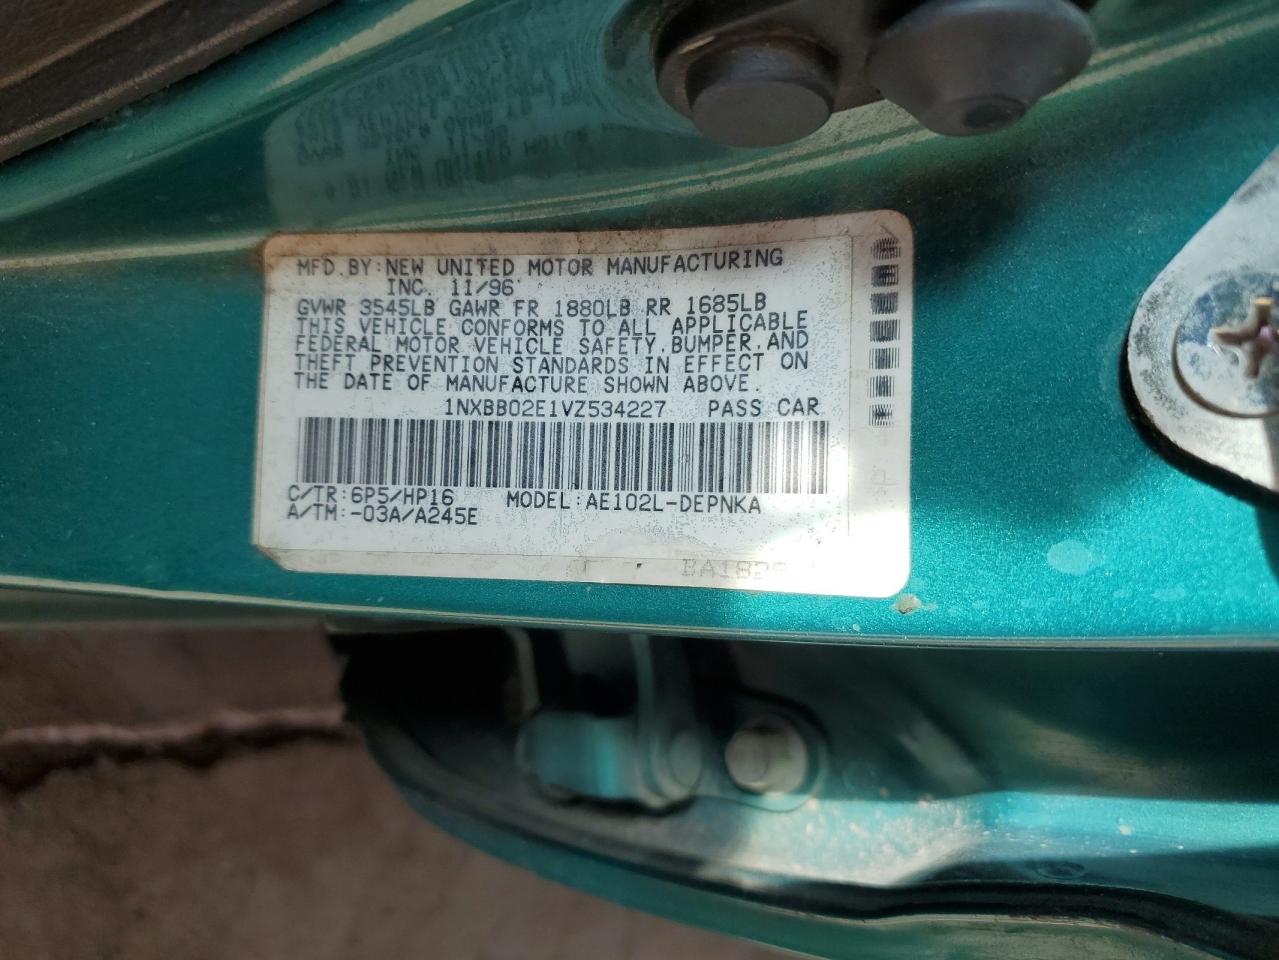 MFD.BY:NEW UNITED MOTOR MANUFACTURING
INC. 11/96
GVWR 3545LB GAWR FR 1880LB RR 1685LB
THIS VEHICLE CONFORMS TO ALL APPLICABLE
FEDERAL MOTOR VEHICLE SAFETY,BUMPER,AND
THEFT PREVENTION STANDARDS IN EFFECT ON
THE DATE OF MANUFACTURE SHOWN ABOVE.
1NXBB02E1VZ534227 PASS CAR
C/TR:6P5/HP16 MODEL:AE102L-DEPNKA
A/TM:-03A/A245E